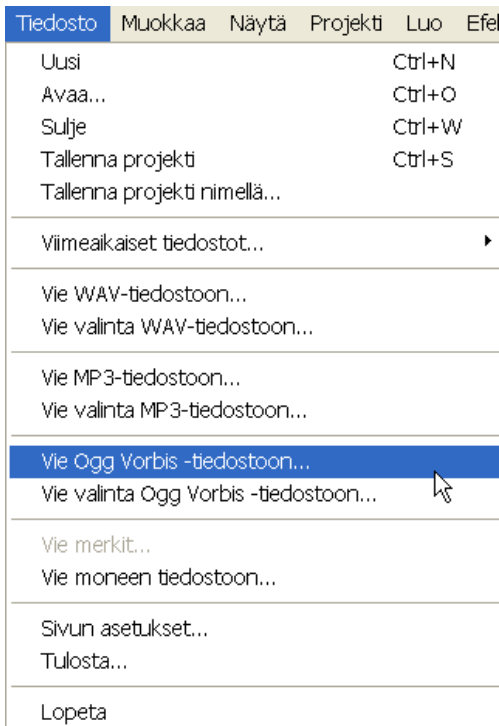 Tiedosto Muokkaa Näytä Projekti Luo
Uusi Ctrl+N
Avaa... Ctrl+O
Sulje Ctrl+W
Tallenna projekti Ctrl+S
Tallenna projekti nimellä...
Viimeaikaiset tiedostot...
Vie WAV-tiedostoon...
Vie valinta WAV-tiedostoon...
Vie MP3-tiedostoon...
Vie valinta MP3-tiedostoon...
Vie Ogg Vorbis -tiedostoon...
Vie valinta Ogg Vorbis -tiedostoon...
Vie merkit...
Vie moneen tiedostoon...
Sivun asetukset...
Tulosta...
Lopeta